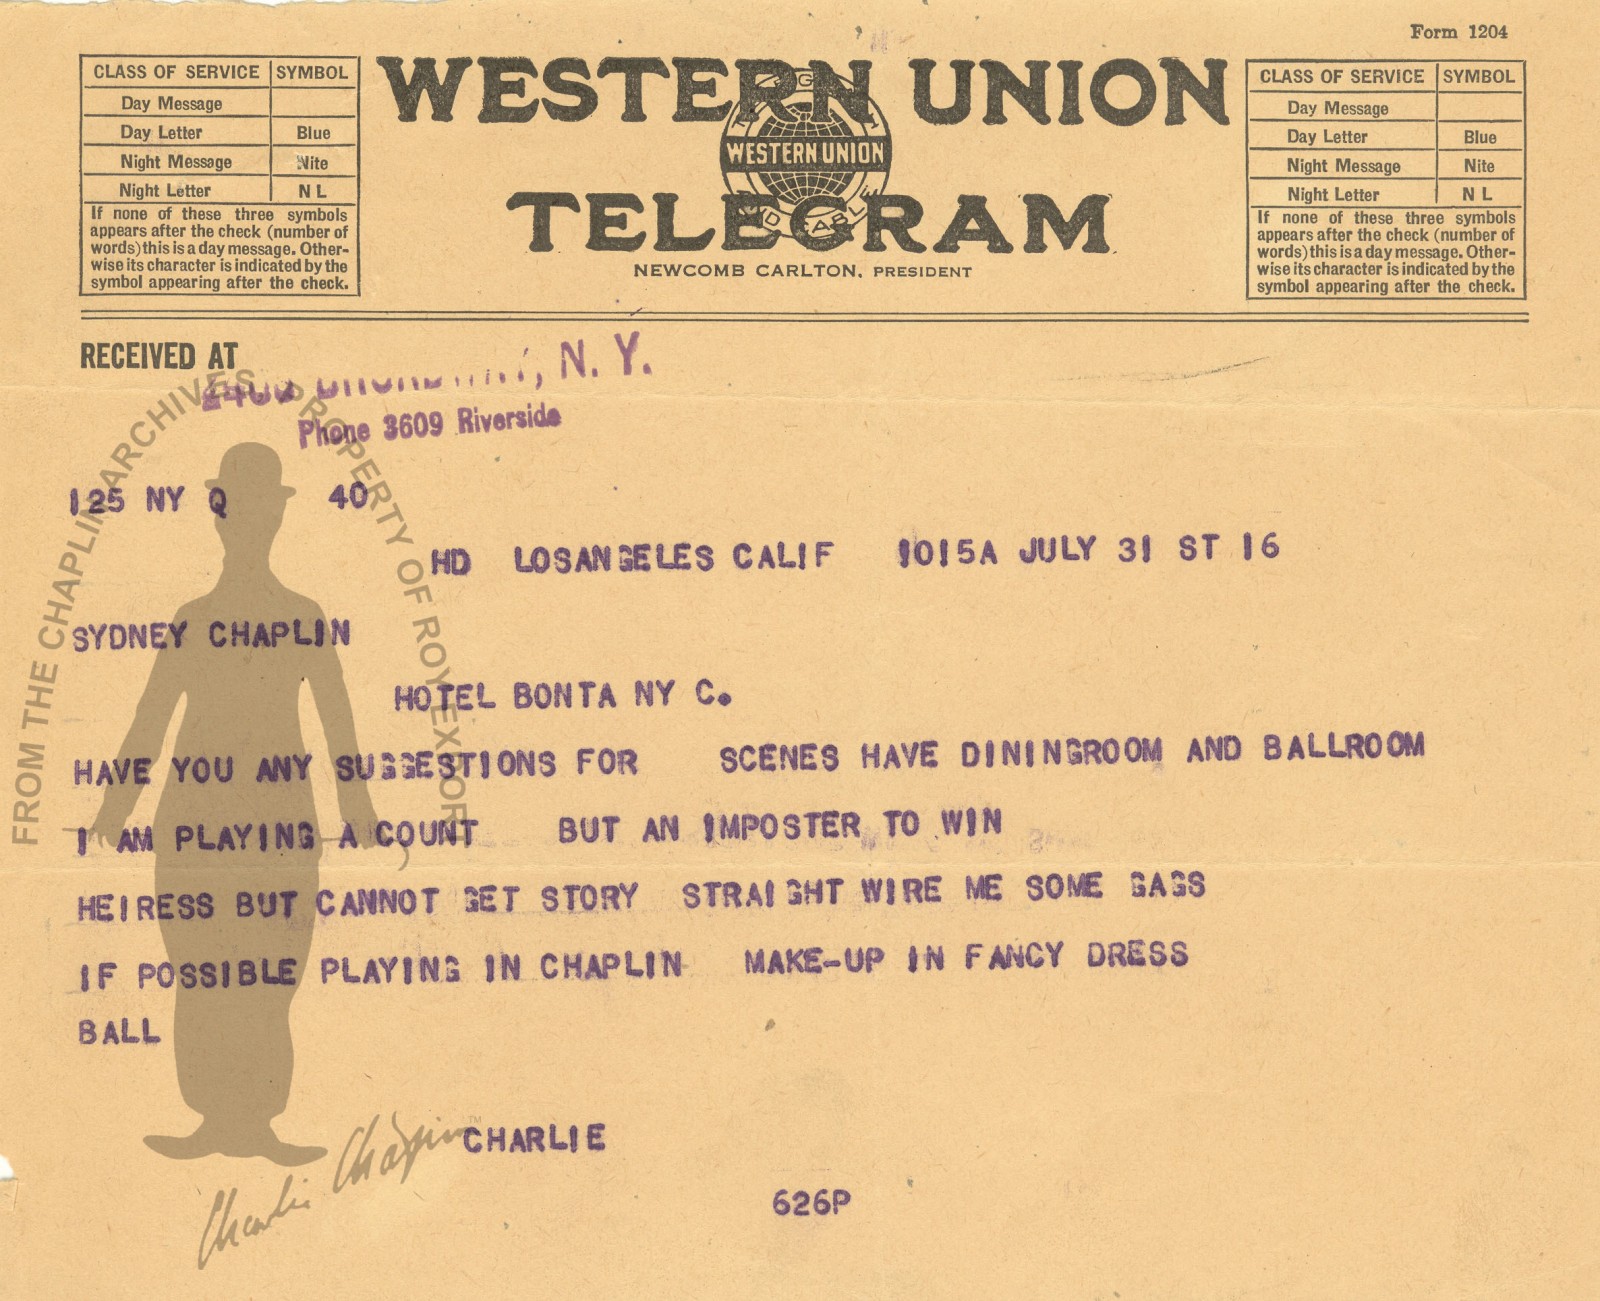 Form 1204
CLASS OF SERVICE SYMBOL
Day Message
Day Letter Blue
Night Message Nite
Night Letter N L
If none of these three symbols
appears after the check (number of
words) this is a day message. Other-
wise its character is indicated by the
symbol appearing after the check.
WESTERN UNION
WESTERN UNION
TELEGRAM
NEWCOMB CARLTON, PRESIDENT
CLASS OF SERVICE SYMBOL
Day Message
Day Letter Blue
Night Message Nite
Night Letter N L
If none of these three symbols
appears after the check (number of
words) this is a day message. Other-
wise its character is indicated by the
symbol appearing after the check.
RECEIVED AT
N. Y.
Phone 3609 Riverside
FROM THE CHAPLIN ARCHIVES PROPERTY OF ROY EXPORT
125 NY Q 40
HD LOSANGELES CALIF 1015A JULY 31 ST 16
SYDNEY CHAPLIN
HOTEL BONTA NY C.
HAVE YOU ANY SUGGESTIONS FOR SCENES HAVE DININGROOM AND BALLROOM
I AM PLAYING A COUNT BUT AN IMPOSTER TO WIN
HEIRESS BUT CANNOT GET STORY STRAIGHT WIRE ME SOME GAGS
IF POSSIBLE PLAYING IN CHAPLIN MAKE-UP IN FANCY DRESS
BALL
CHARLIE
Charlie Chaplin
626P